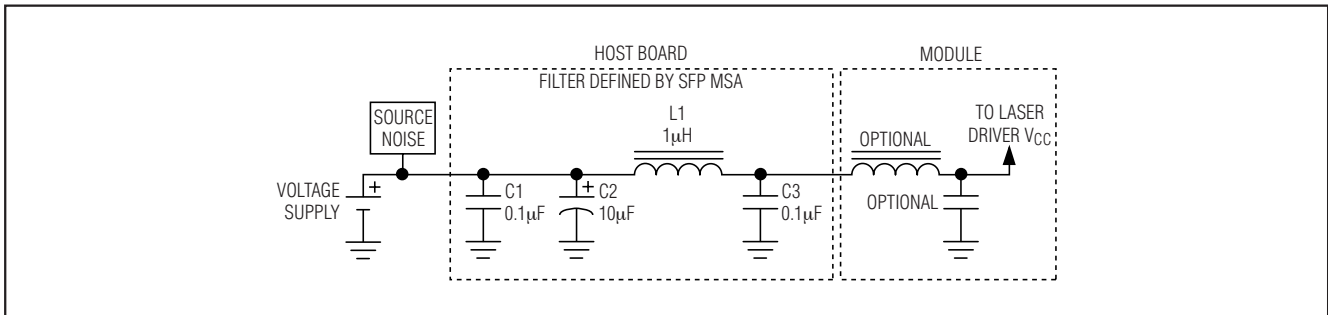 HOST BOARD
FILTER DEFINED BY SFP MSA
MODULE
SOURCE
NOISE
L1
1μH
OPTIONAL
TO LASER
DRIVER VCC
VOLTAGE
SUPPLY
+
C1
0.1μF
+
C2
10μF
C3
0.1μF
OPTIONAL